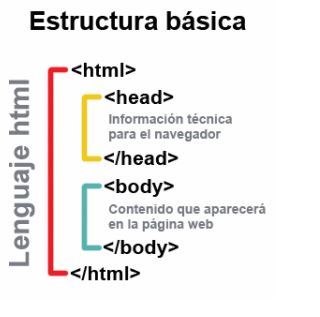 Estructura básica
Lenguaje html
<html>
<head>
Información técnica
para el navegador
</head>
<body>
Contenido que aparecerá
en la página web
</body>
</html>